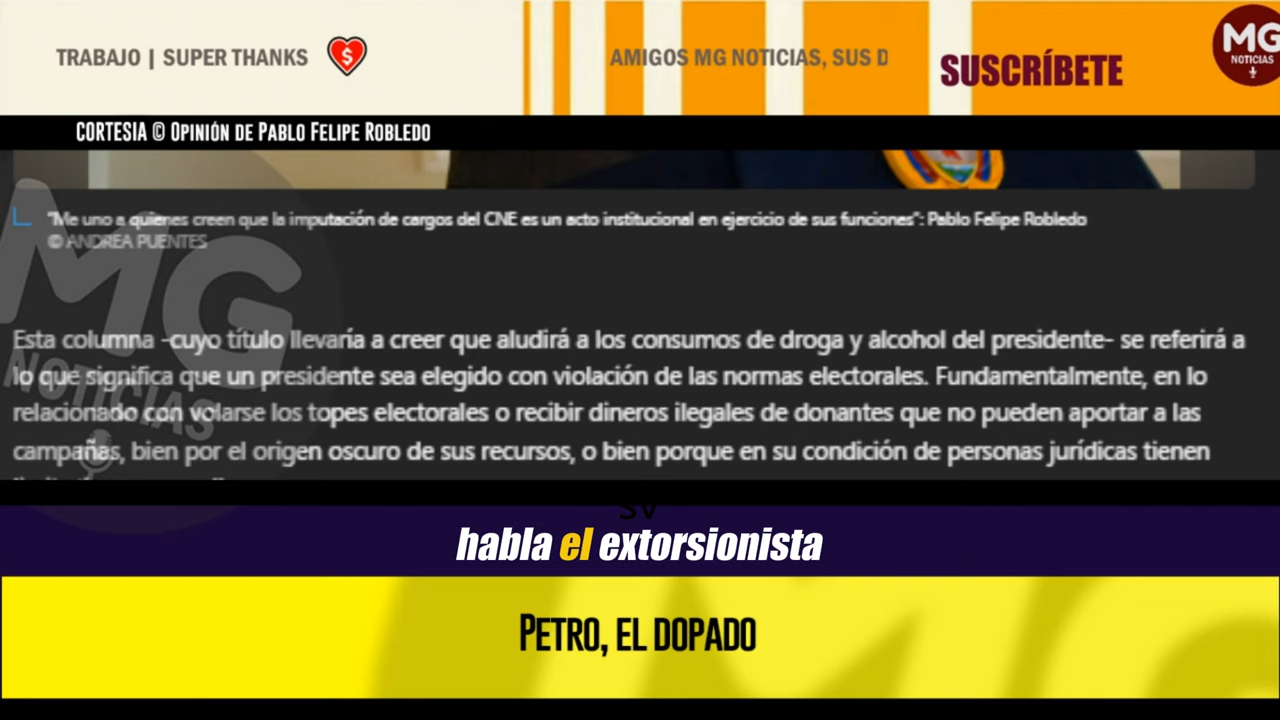 TRABAJO | SUPER THANKS
AMIGOS MG NOTICIAS, SUS D
SUSCRÍBETE
MG
NOTICIAS
CORTESIA © OPINIÓN DE PABLO FELIPE ROBLEDO
"Me uno a quienes creen que la imputación de cargos del CNE es un acto institucional en ejercicio de sus funciones": Pablo Felipe Robledo
© ANDREA PUENTES
MG
NOTICIAS
Esta columna -cuyo título llevaría a creer que aludirá a los consumos de droga y alcohol del presidente- se referirá a
lo que significa que un presidente sea elegido con violación de las normas electorales. Fundamentalmente, en lo
relacionado con volarse los topes electorales o recibir dineros ilegales de donantes que no pueden aportar a las
campañas, bien por el origen oscuro de sus recursos, o bien porque en su condición de personas jurídicas tienen
habla el extorsionista
PETRO, EL DOPADO